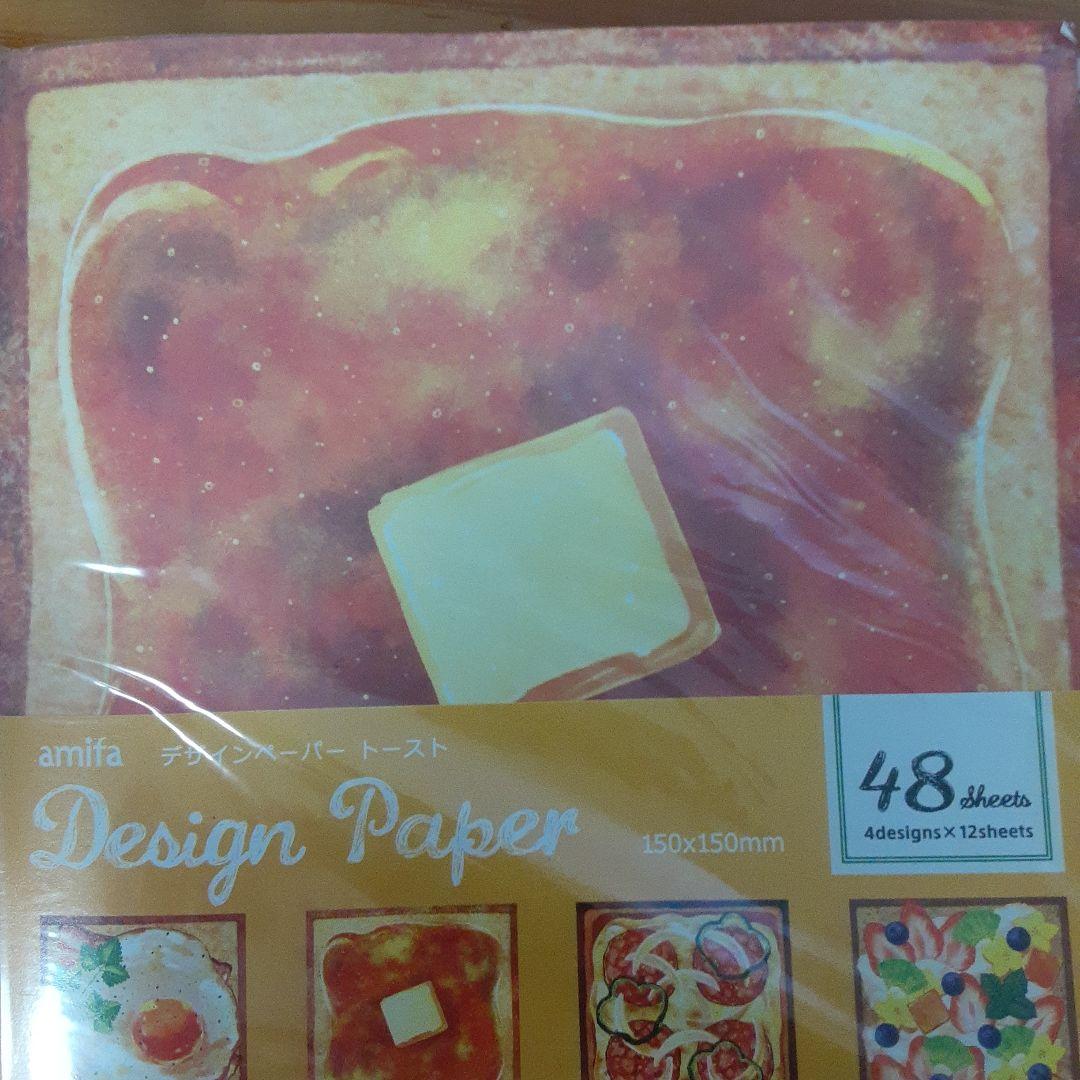 amifa デザインペーパー トースト
Design Paper
150x150mm
48 Sheets
4designs×12sheets